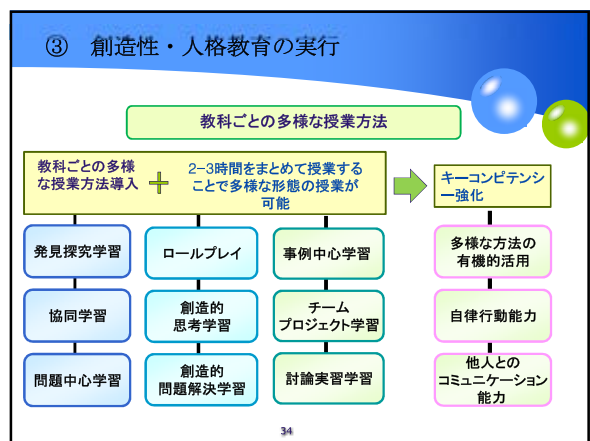 ③　創造性・人格教育の実行
教科ごとの多様な授業方法
教科ごとの多様
な授業方法導入
＋
2−3時間をまとめて授業する
ことで多様な形態の授業が
可能
キーコンピテンシ
ー強化
発見探究学習
協同学習
問題中心学習
ロールプレイ
創造的
思考学習
創造的
問題解決学習
事例中心学習
チーム
プロジェクト学習
討論実習学習
多様な方法の
有機的活用
自律行動能力
他人との
コミュニケーション
能力
34